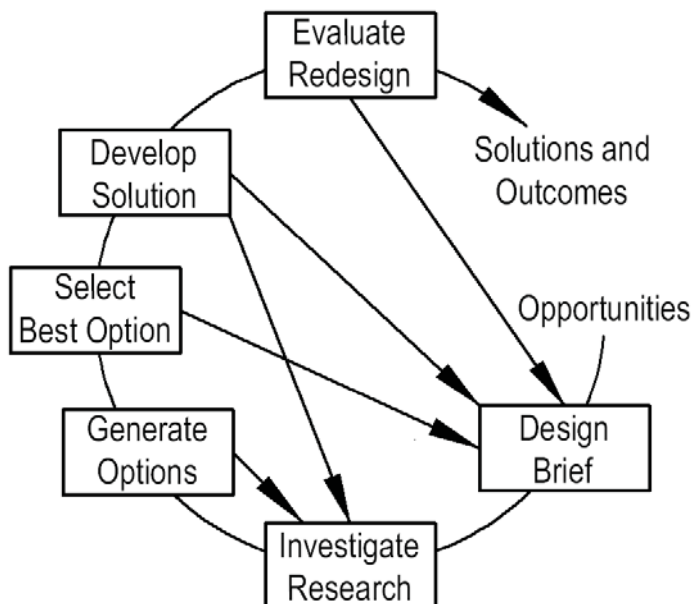 Evaluate
Redesign
Solutions and
Outcomes
Develop
Solution
Select
Best Option
Opportunities
Generate
Options
Design
Brief
Investigate
Research